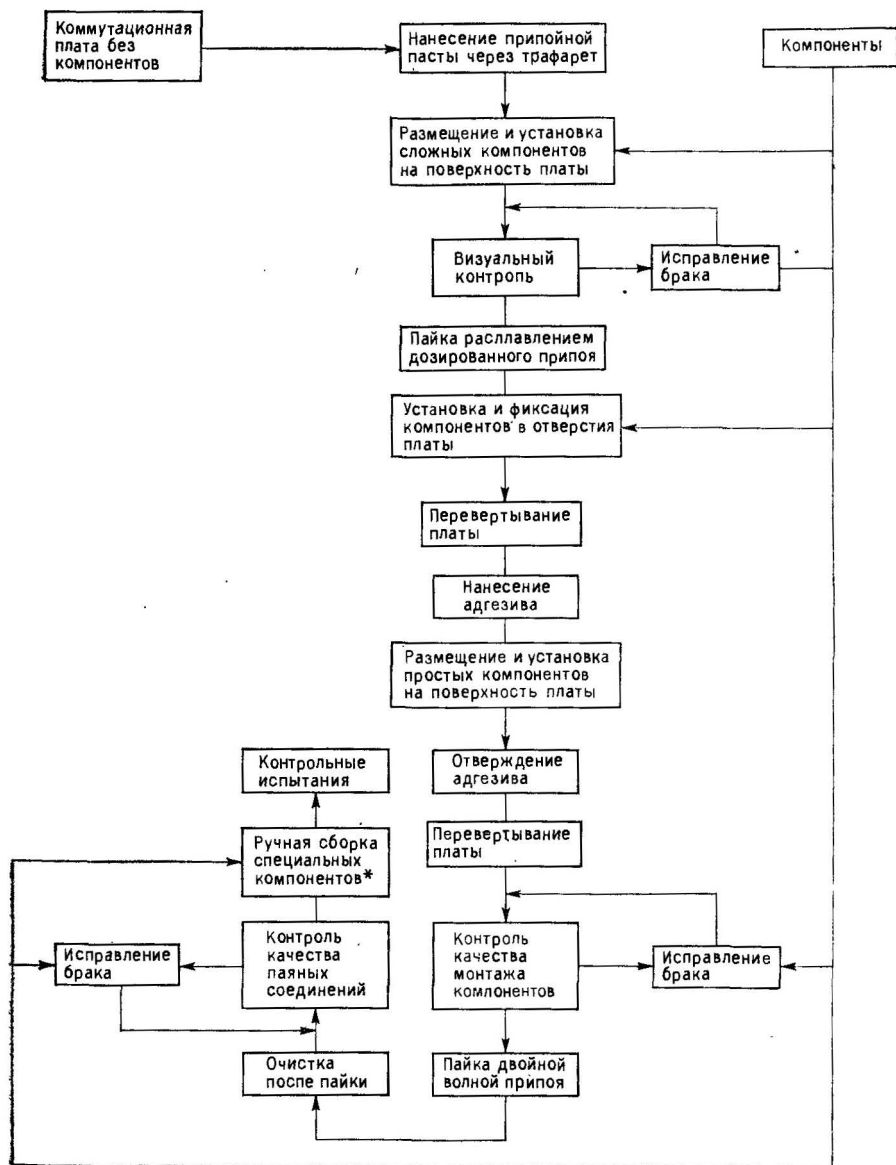 Коммутационная
плата без
компонентов
Нанесение припойной
пасты через трафарет
Компоненты
Размещение и установка
сложных компонентов
на поверхность платы
Визуальный
контроль
Исправление
брака
Пайка расплавлением
дозированного припоя
Установка и фиксация
компонентов в отверстия
платы
Перевертывание
платы
Нанесение
адгезива
Размещение и установка
простых компонентов
на поверхность платы
Отверждение
адгезива
Перевертывание
платы
Контроль
качества
монтажа
компонентов
Исправление
брака
Пайка двойной
волной припоя
Очистка
после пайки
Контроль
качества
паяных
соединений
Исправление
брака
Ручная сборка
специальных
компонентов*
Контрольные
испытания